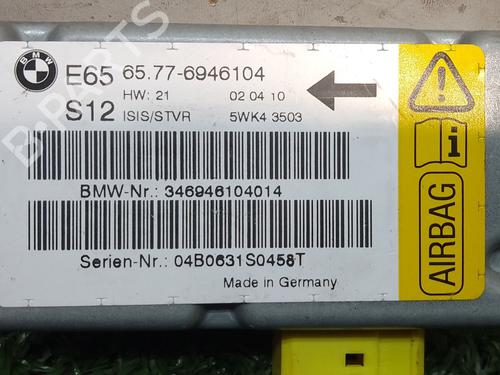 BMW
E65 65.77-6946104
HW: 21 02 04 10
S12 ISIS/STVR 5WK4 3503
BMW-Nr.: 346946104014
Serien-Nr.: 04B0631S0458T
Made in Germany
AIRBAG
B-PARTS